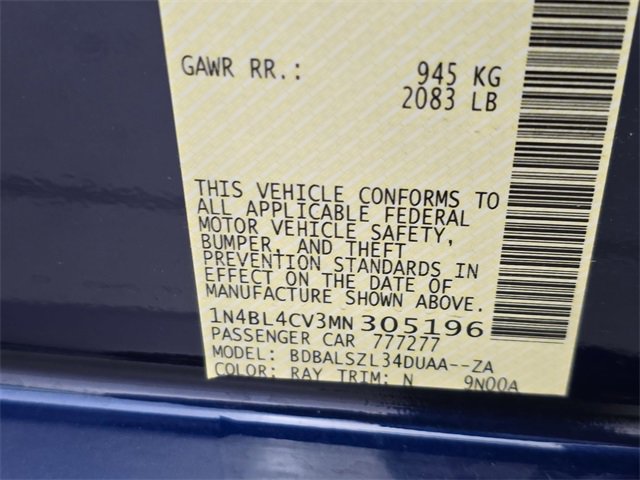 GAWR RR.: 945 KG
2083 LB
THIS VEHICLE CONFORMS TO
ALL APPLICABLE FEDERAL
MOTOR VEHICLE SAFETY,
BUMPER, AND THEFT
PREVENTION STANDARDS IN
EFFECT ON THE DATE OF
MANUFACTURE SHOWN ABOVE.
1N4BL4CV3MN305196
PASSENGER CAR 777277
MODEL: BDBALSZL34DUAA--ZA
COLOR: RAY TRIM: N 9N00A